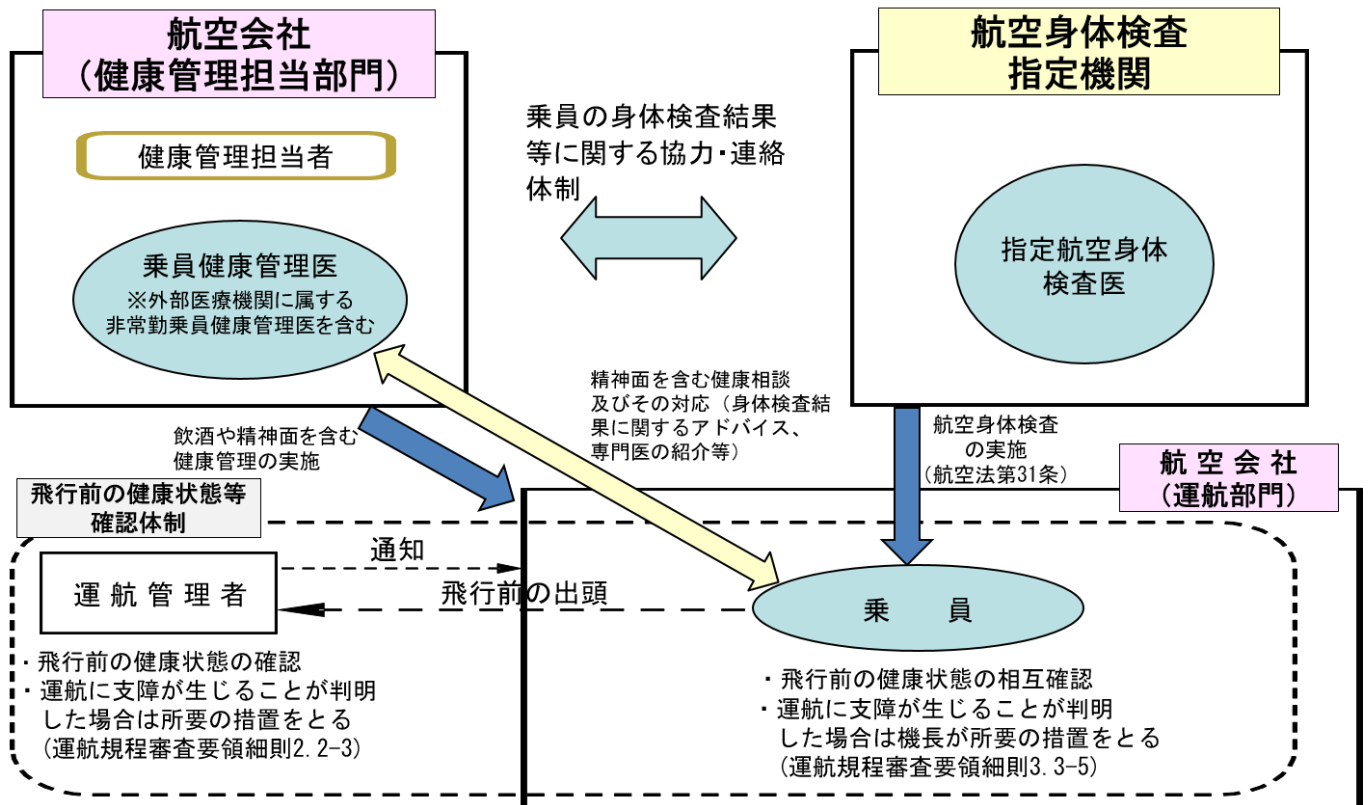 航空会社
（健康管理担当部門）
健康管理担当者
乗員健康管理医
※外部医療機関に属する
非常勤乗員健康管理医を含む
乗員の身体検査結果
等に関する協力・連絡
体制
航空身体検査
指定機関
指定航空身体
検査医
飲酒や精神面を含む
健康管理の実施
精神面を含む健康相談
及びその対応（身体検査結
果に関するアドバイス、
専門医の紹介等）
航空身体検査
の実施
（航空法第31条）
航空会社
（運航部門）
飛行前の健康状態等
確認体制
運航管理者
通知
飛行前の出頭
乗　員
・飛行前の健康状態の確認
・運航に支障が生じることが判明
した場合は所要の措置をとる
（運航規程審査要領細則2.2-3）
・飛行前の健康状態の相互確認
・運航に支障が生じることが判明
した場合は機長が所要の措置をとる
（運航規程審査要領細則3.3-5）